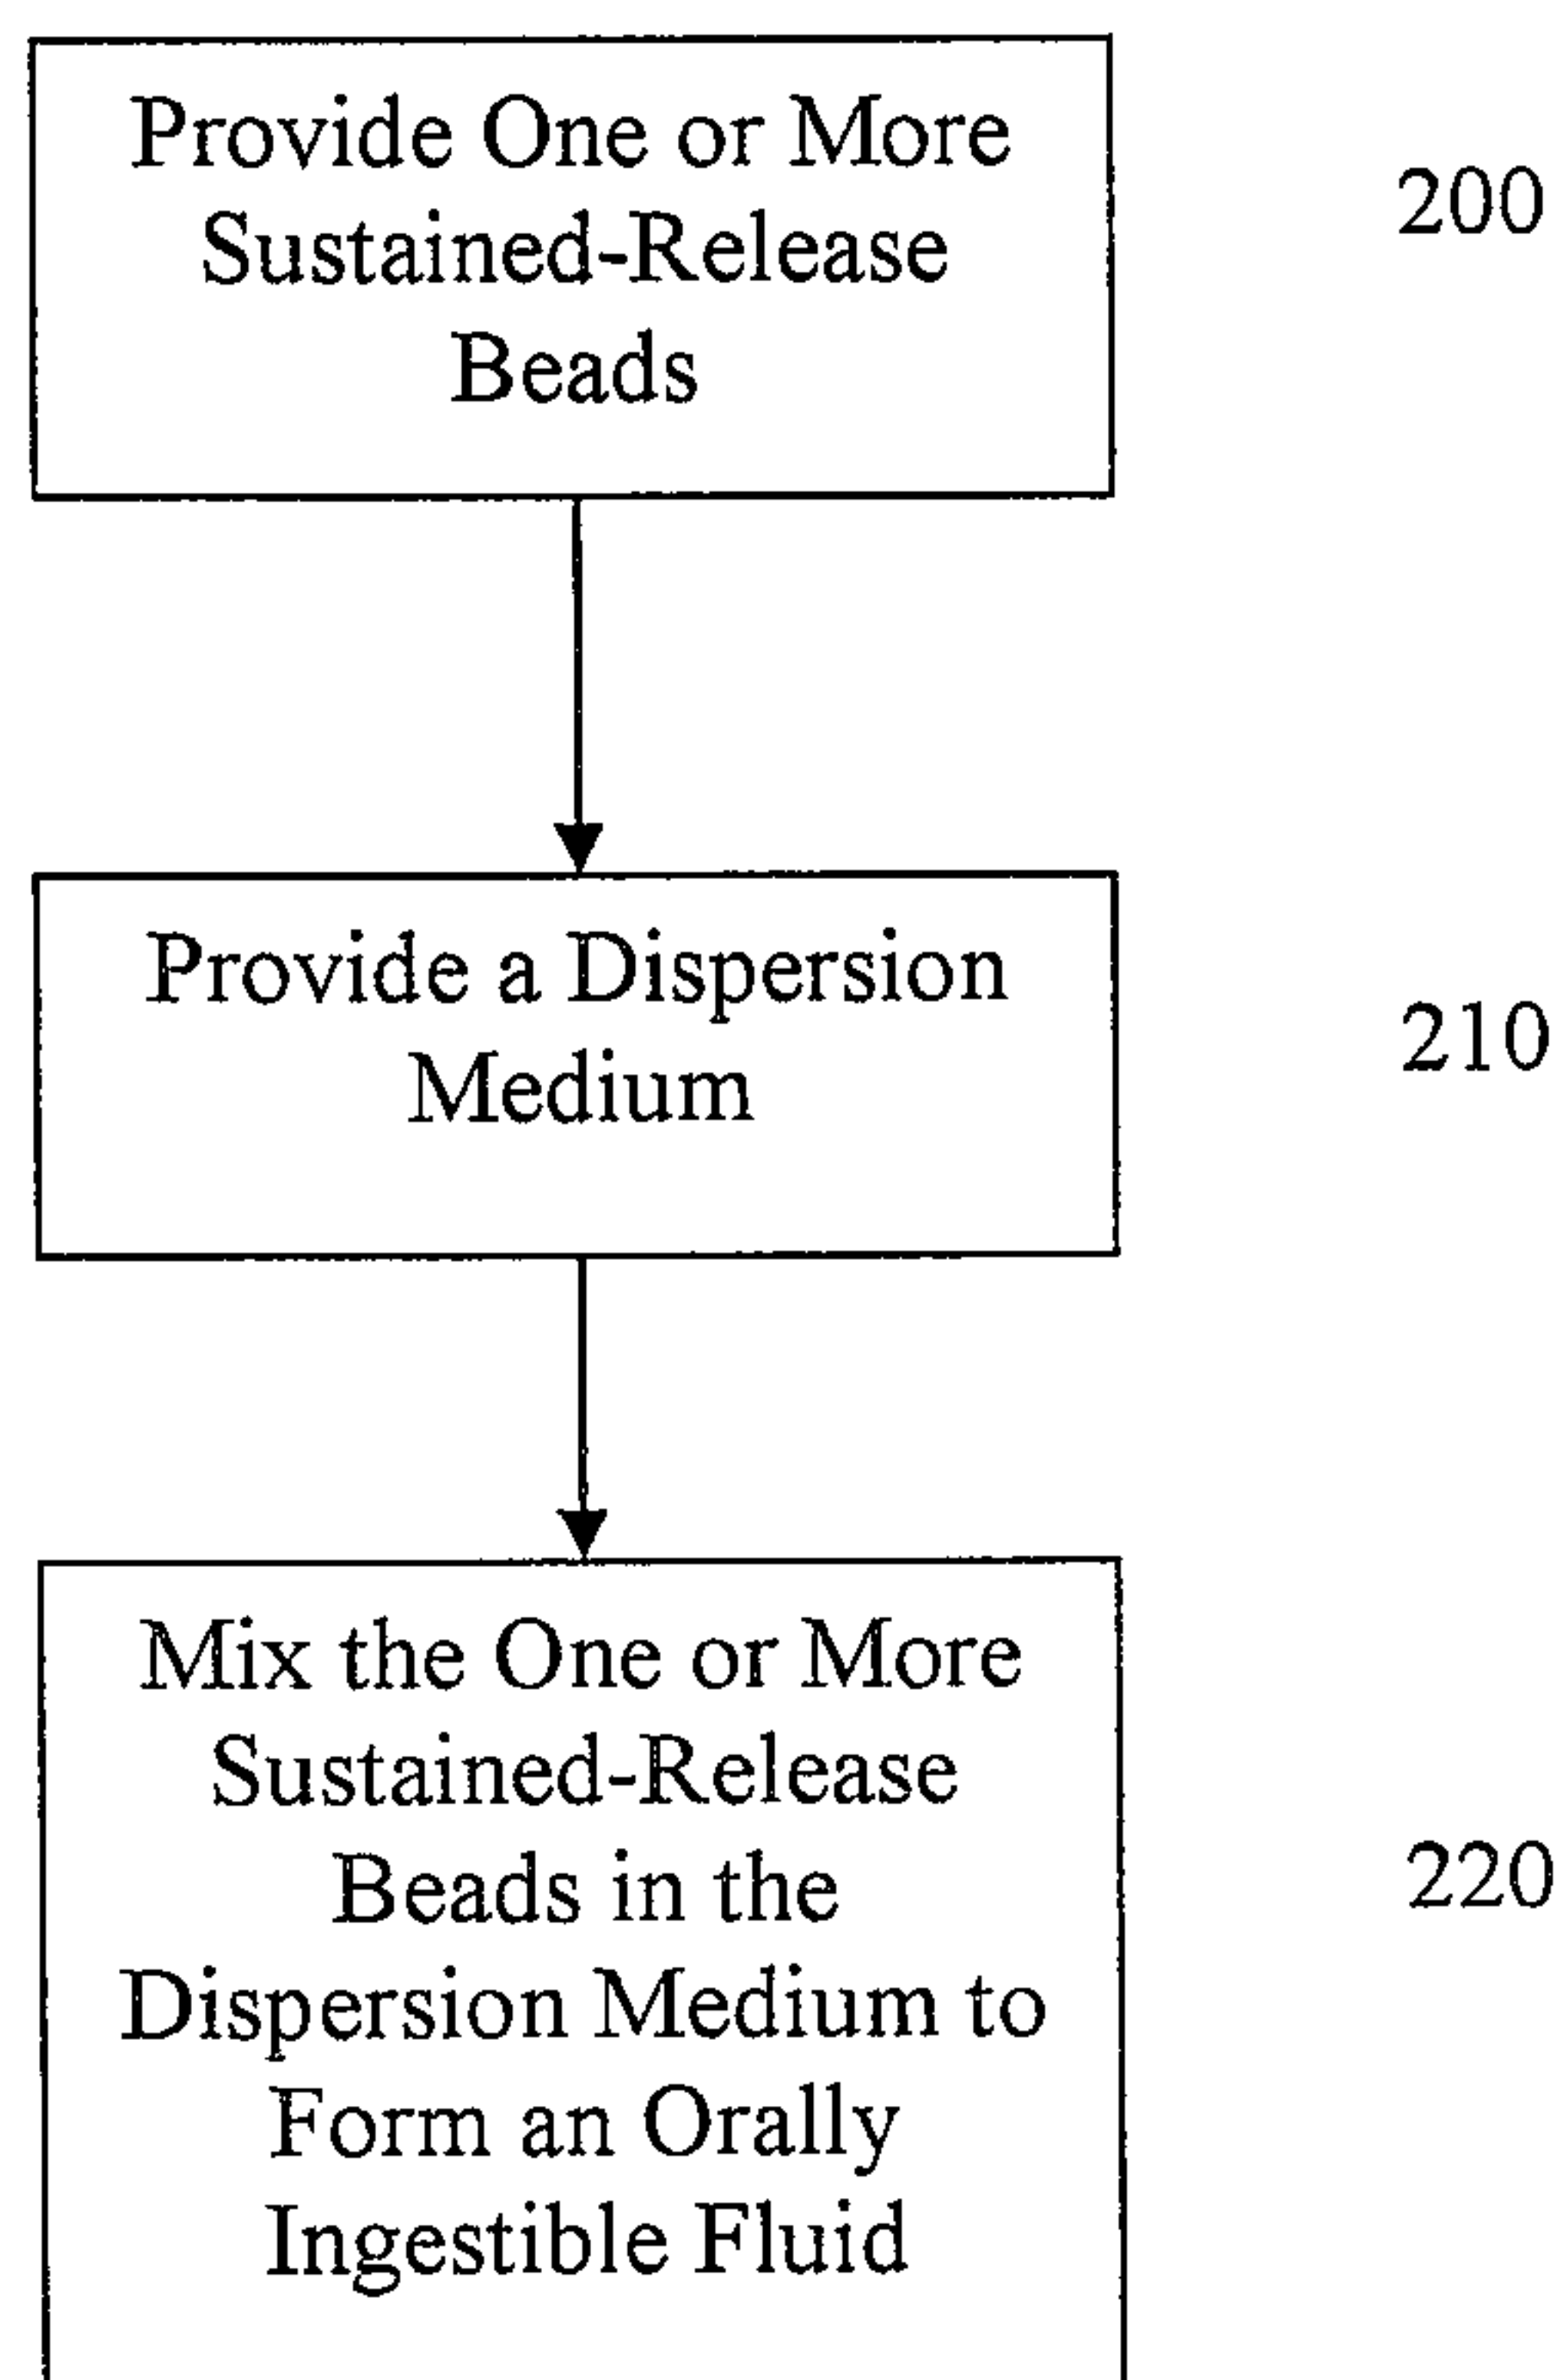 Provide One or More
Sustained-Release
Beads
200
Provide a Dispersion
Medium
210
Mix the One or More
Sustained-Release
Beads in the
Dispersion Medium to
Form an Orally
Ingestible Fluid
220